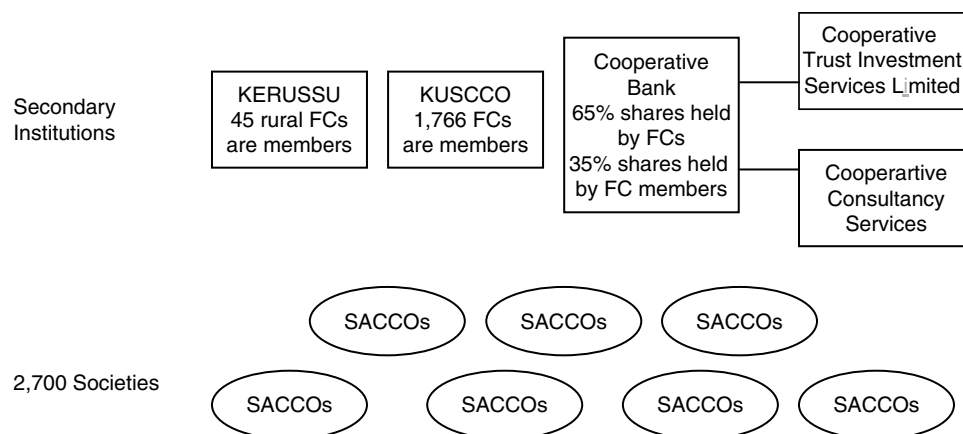 Secondary
Institutions
KERUSSU
45 rural FCs
are members
KUSCCO
1,766 FCs
are members
Cooperative
Bank
65% shares held
by FCs
35% shares held
by FC members
Cooperative
Trust Investment
Services Limited
Cooperartive
Consultancy
Services
SACCOs
SACCOs
SACCOs
2,700 Societies
SACCOs
SACCOs
SACCOs
SACCOs